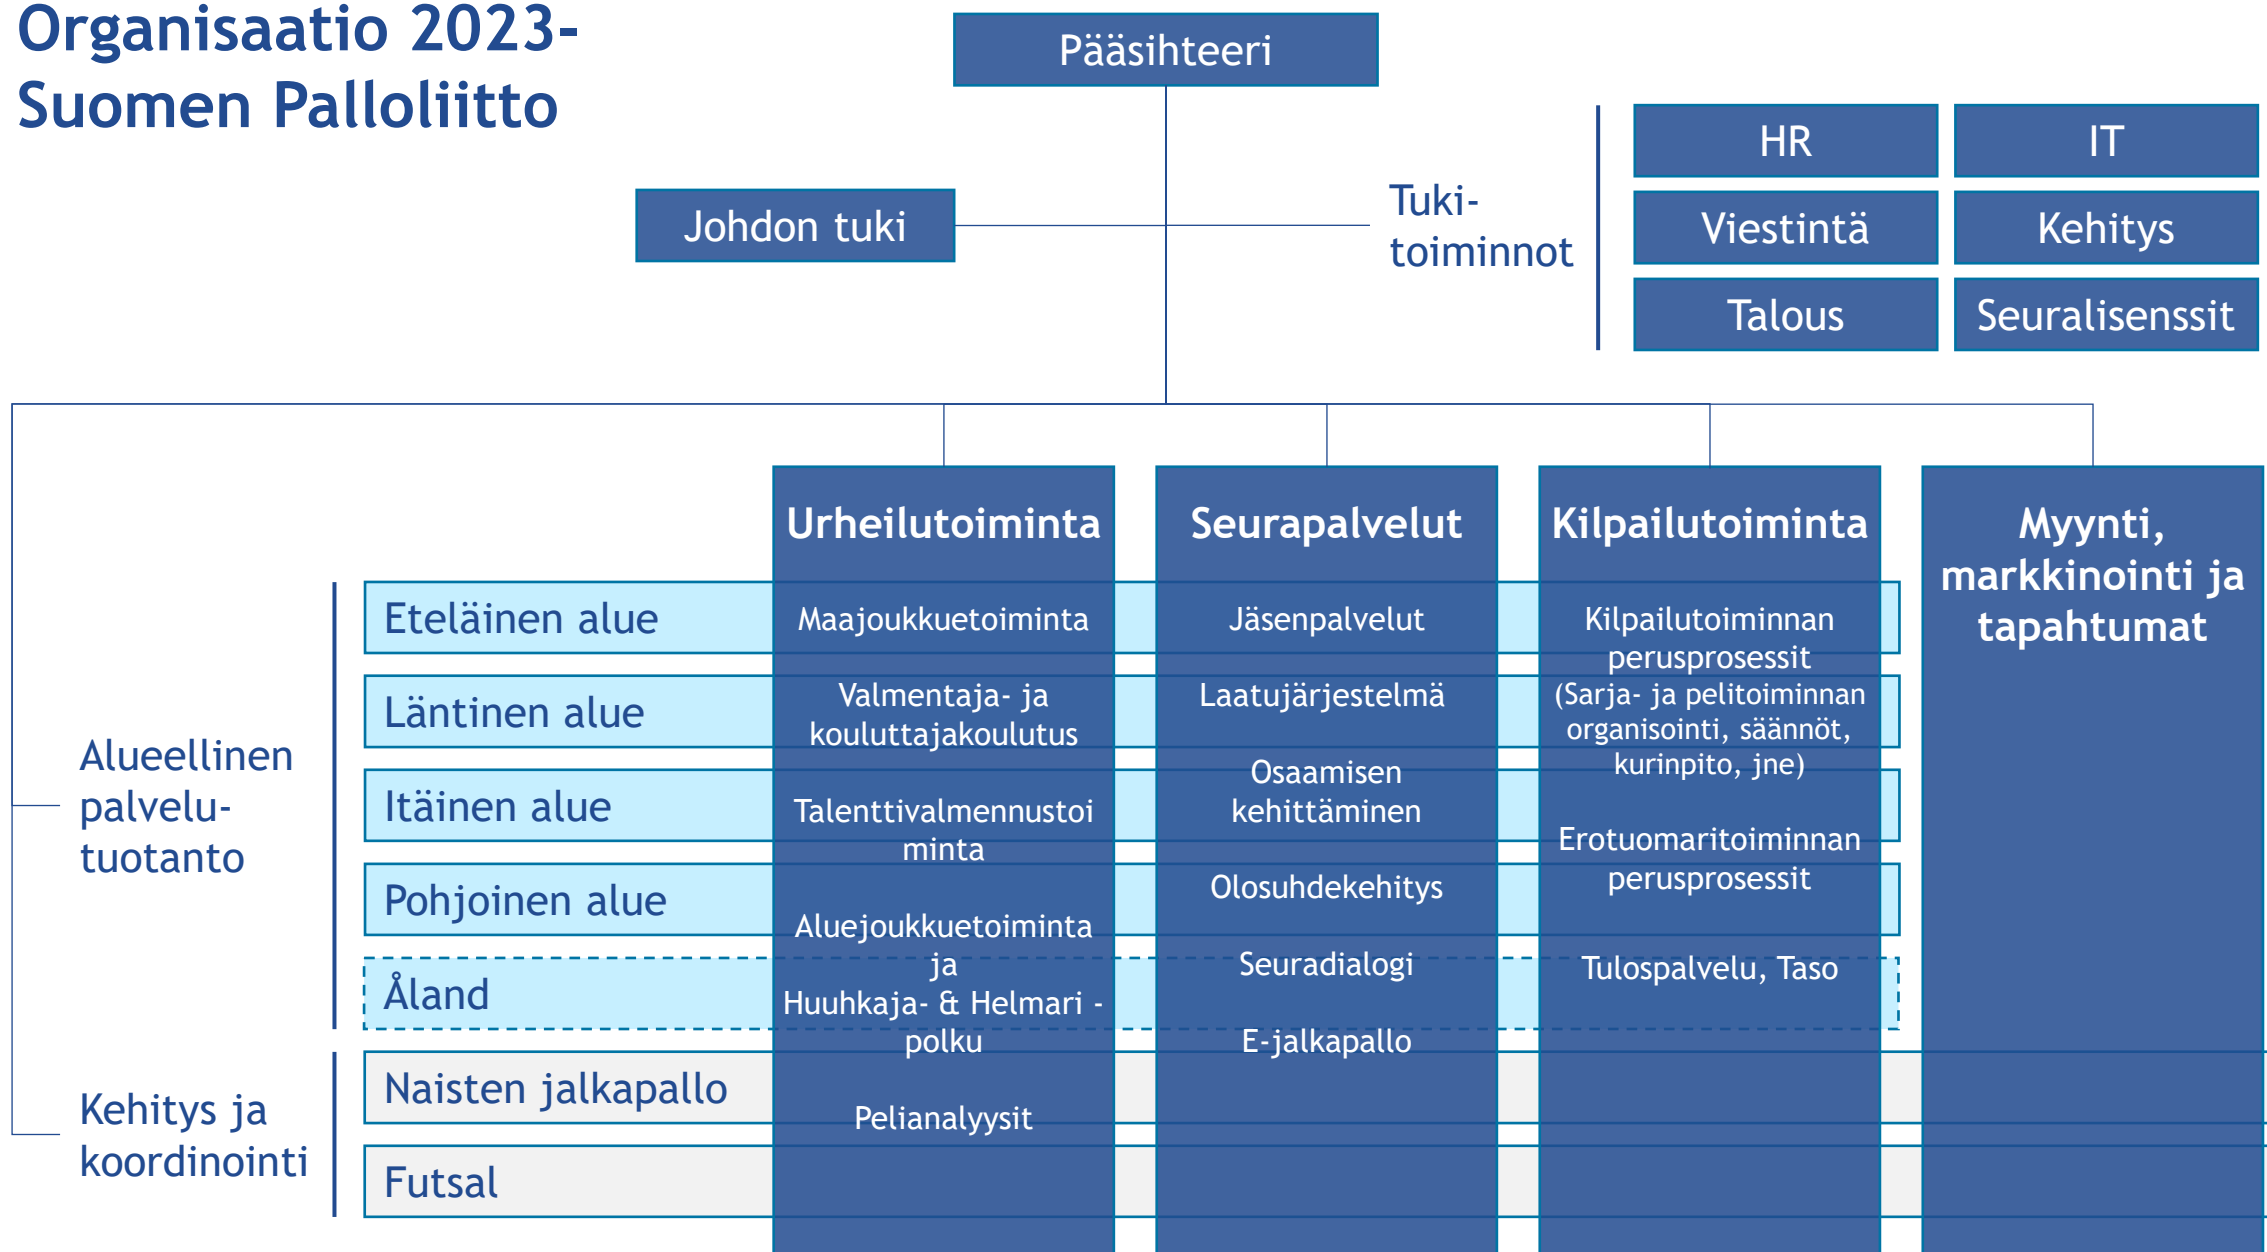 Organisaatio 2023-
Suomen Palloliitto
Pääsihteeri
Johdon tuki
Tuki-
toiminnot
HR
IT
Viestintä
Kehitys
Talous
Seuralisenssit
Alueellinen
palvelu-
tuotanto
Eteläinen alue
Läntinen alue
Itäinen alue
Pohjoinen alue
Åland
Kehitys ja
koordinointi
Naisten jalkapallo
Futsal
Urheilutoiminta
Maajoukkuetoiminta
Valmentaja- ja
kouluttajakoulutus
Talenttivalmennustoi
minta
Aluejoukkuetoiminta
ja
Huuhkaja- & Helmari -
polku
Pelianalyysit
Seurapalvelut
Jäsenpalvelut
Laatujärjestelmä
Osaamisen
kehittäminen
Olosuhdekehitys
Seuradialogi
E-jalkapallo
Kilpailutoiminta
Kilpailutoiminnan
perusprosessit
(Sarja- ja pelitoiminnan
organisointi, säännöt,
kurinpito, jne)
Erotuomaritoiminnan
perusprosessit
Tulospalvelu, Taso
Myynti,
markkinointi ja
tapahtumat